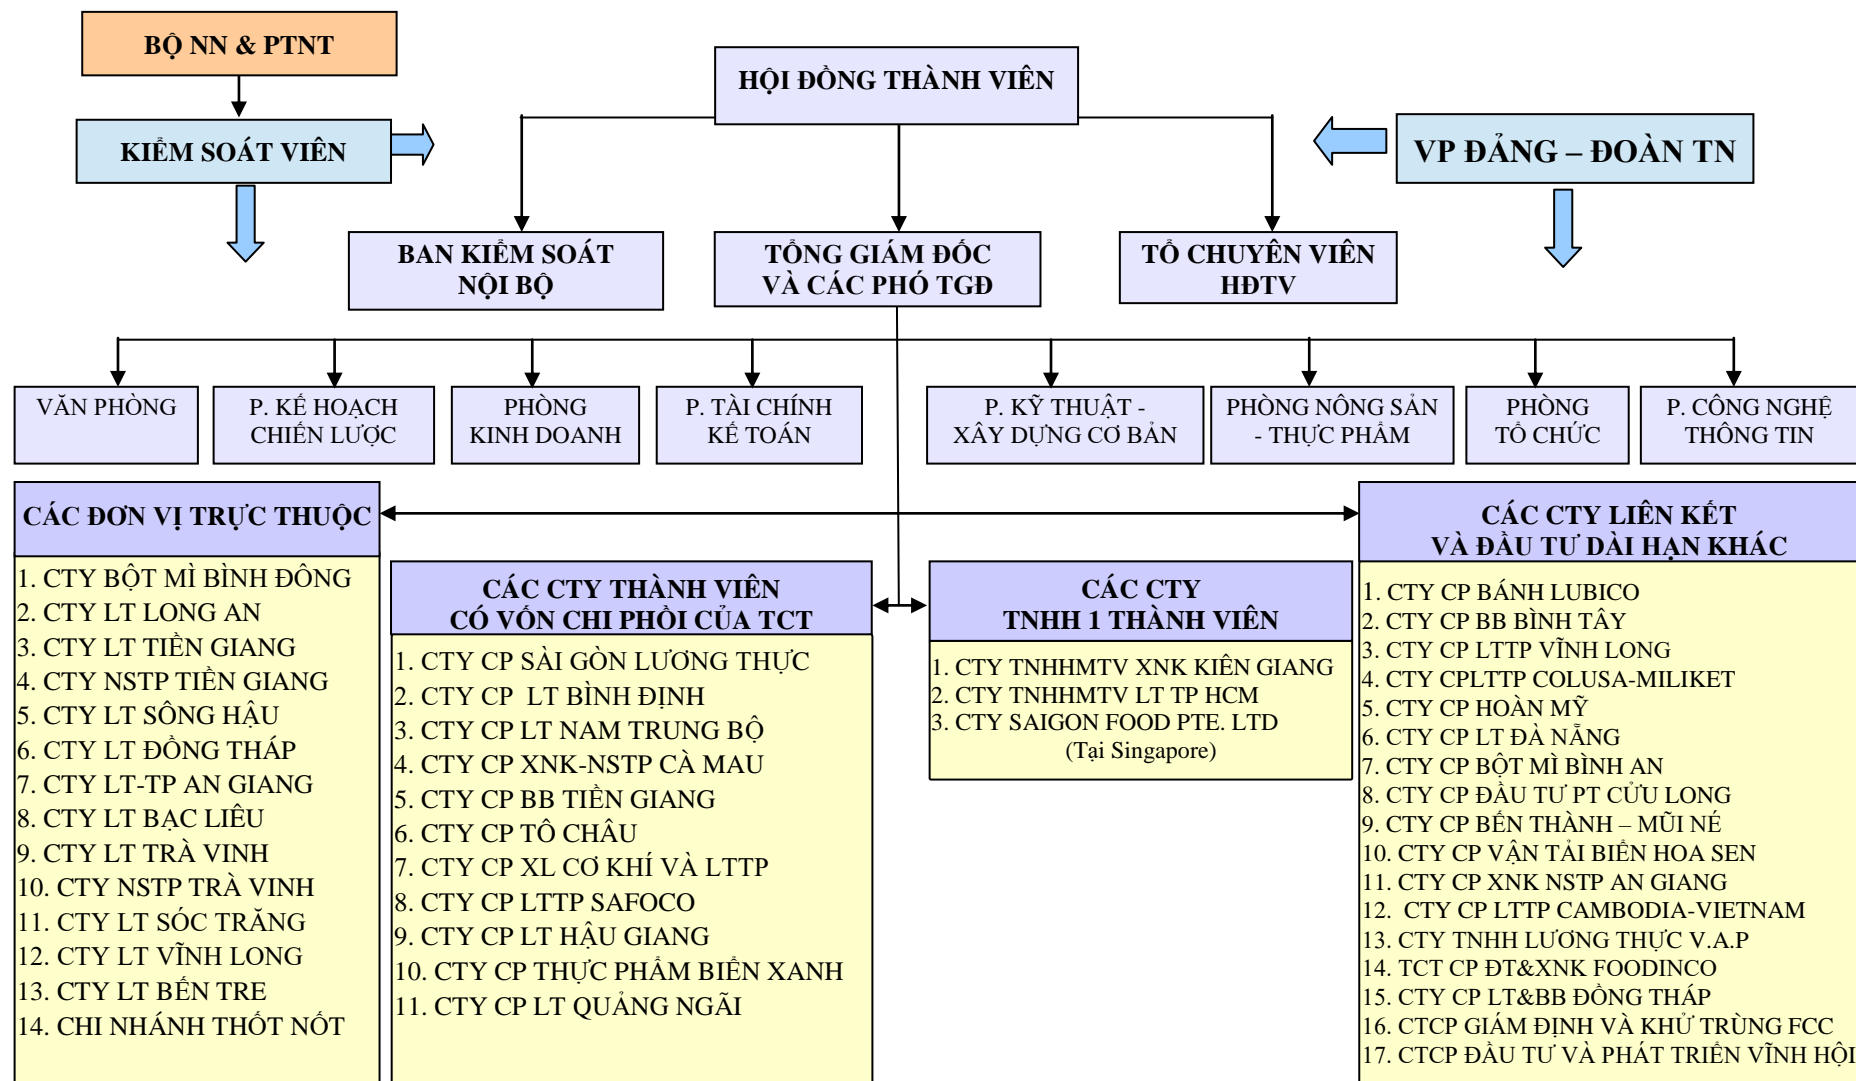 BỘ NN & PTNT
HỘI ĐỒNG THÀNH VIÊN
KIỂM SOÁT VIÊN
VP ĐẢNG – ĐOÀN TN
BAN KIỂM SOÁT
NỘI BỘ
TỔNG GIÁM ĐỐC
VÀ CÁC PHÓ TGĐ
TỔ CHUYÊN VIÊN
HĐTV
VĂN PHÒNG
P. KẾ HOẠCH
CHIẾN LƯỢC
PHÒNG
KINH DOANH
P. TÀI CHÍNH
KẾ TOÁN
P. KỸ THUẬT -
XÂY DỰNG CƠ BẢN
PHÒNG NÔNG SẢN
- THỰC PHẨM
PHÒNG
TỔ CHỨC
P. CÔNG NGHỆ
THÔNG TIN
CÁC ĐƠN VỊ TRỰC THUỘC
1. CTY BỘT MÌ BÌNH ĐÔNG
2. CTY LT LONG AN
3. CTY LT TIỀN GIANG
4. CTY NSTP TIỀN GIANG
5. CTY LT SÔNG HẬU
6. CTY LT ĐỒNG THÁP
7. CTY LT-TP AN GIANG
8. CTY LT BẠC LIÊU
9. CTY LT TRÀ VINH
10. CTY NSTP TRÀ VINH
11. CTY LT SÓC TRĂNG
12. CTY LT VĨNH LONG
13. CTY LT BẾN TRE
14. CHI NHÁNH THỐT NỐT
CÁC CTY THÀNH VIÊN
CÓ VỐN CHI PHỐI CỦA TCT
1. CTY CP SÀI GÒN LƯƠNG THỰC
2. CTY CP LT BÌNH ĐỊNH
3. CTY CP LT NAM TRUNG BỘ
4. CTY CP XNK-NSTP CÀ MAU
5. CTY CP BB TIỀN GIANG
6. CTY CP TÔ CHÂU
7. CTY CP XL CƠ KHÍ VÀ LTTP
8. CTY CP LTTP SAFOCO
9. CTY CP LT HẬU GIANG
10. CTY CP THỰC PHẨM BIỂN XANH
11. CTY CP LT QUẢNG NGÃI
CÁC CTY
TNHH 1 THÀNH VIÊN
1. CTY TNHHMTV XNK KIÊN GIANG
2. CTY TNHHMTV LT TP HCM
3. CTY SAIGON FOOD PTE. LTD
(Tại Singapore)
CÁC CTY LIÊN KẾT
VÀ ĐẦU TƯ DÀI HẠN KHÁC
1. CTY CP BÁNH LUBICO
2. CTY CP BB BÌNH TÂY
3. CTY CP LTTP VĨNH LONG
4. CTY CPLTTP COLUSA-MILIKET
5. CTY CP HOÀN MỸ
6. CTY CP LT ĐÀ NẴNG
7. CTY CP BỘT MÌ BÌNH AN
8. CTY CP ĐẦU TƯ PT CỬU LONG
9. CTY CP BẾN THÀNH – MŨI NÉ
10. CTY CP VẬN TẢI BIỂN HOA SEN
11. CTY CP XNK NSTP AN GIANG
12. CTY CP LTTP CAMBODIA-VIETNAM
13. CTY TNHH LƯƠNG THỰC V.A.P
14. TCT CP ĐT&XNK FOODINCO
15. CTY CP LT&BB ĐỒNG THÁP
16. CTCP GIÁM ĐỊNH VÀ KHỬ TRÙNG FCC
17. CTCP ĐẦU TƯ VÀ PHÁT TRIỂN VĨNH HỘI